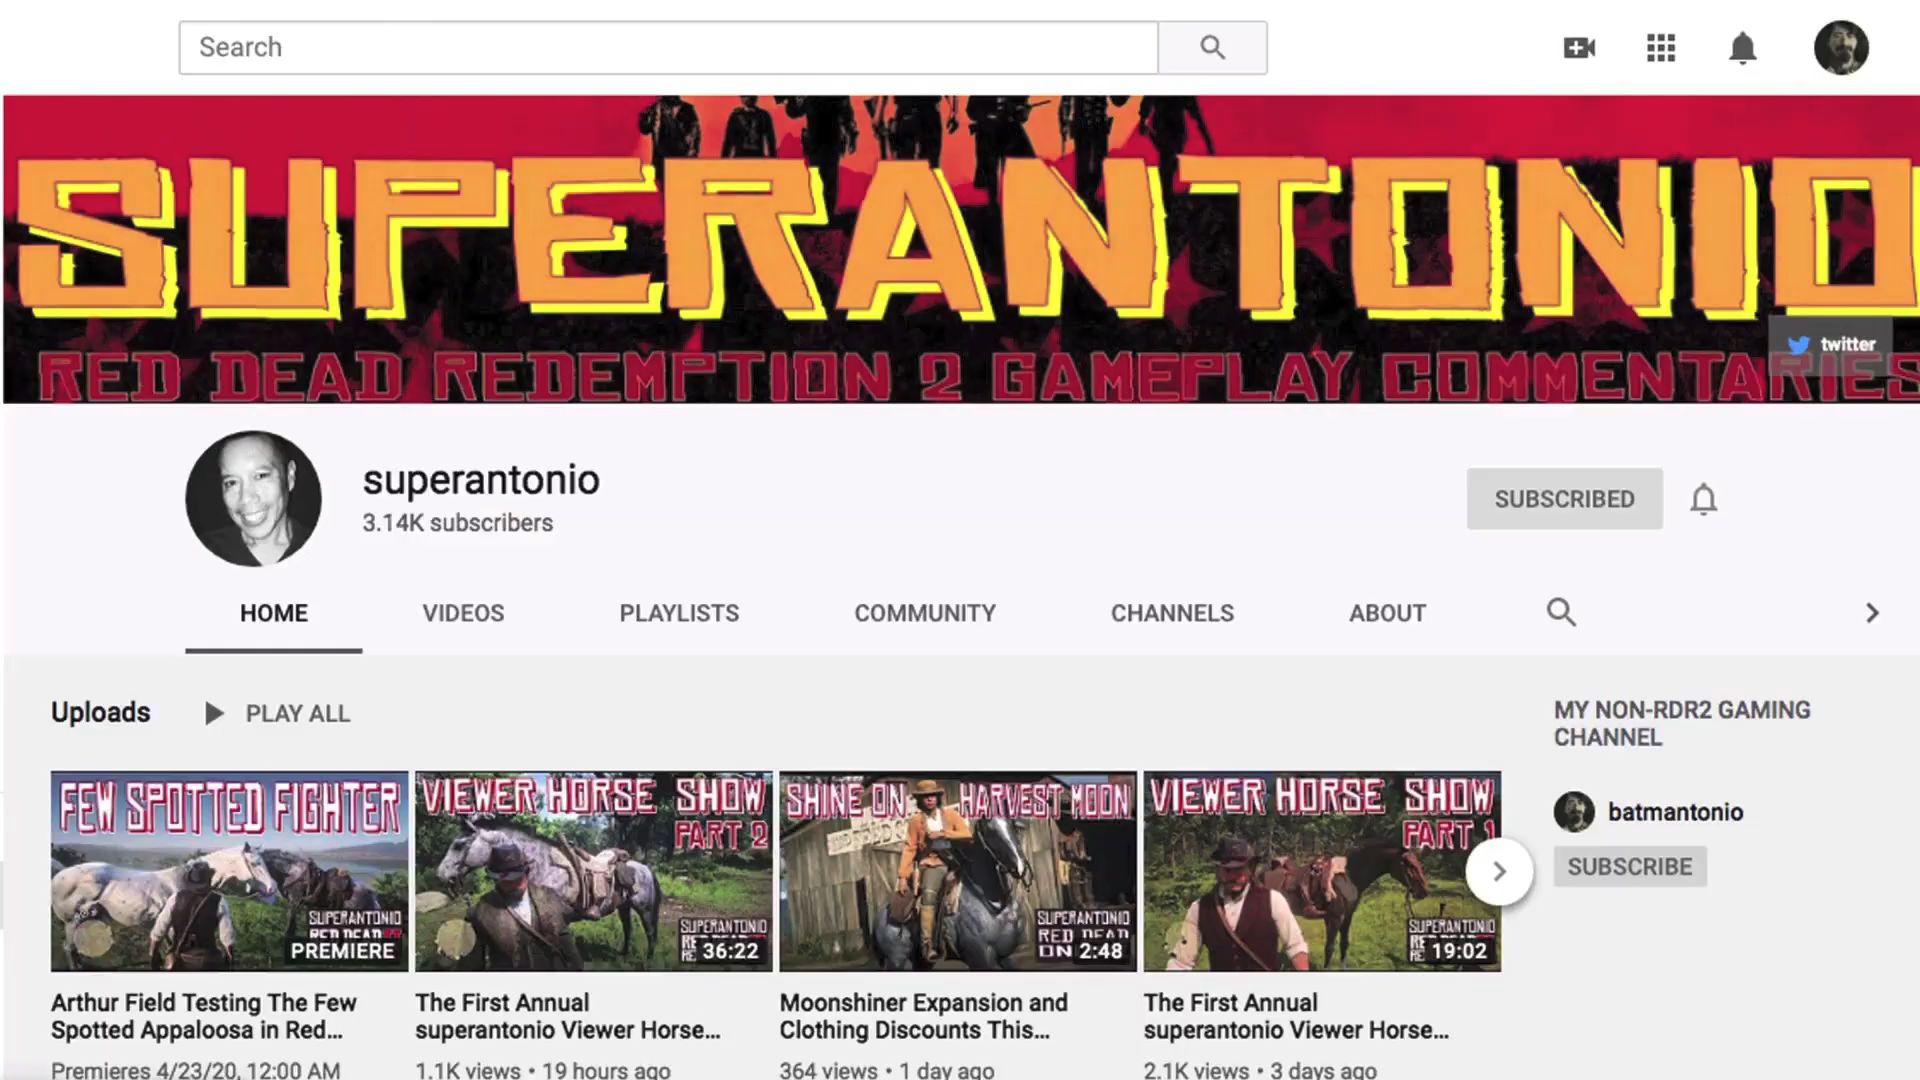 Search
SUPERANTONIO
RED DEAD REDEMPTION 2 GAMEPLAY COMMENTARIES
twitter
superantonio
3.14K subscribers
SUBSCRIBED
HOME
VIDEOS
PLAYLISTS
COMMUNITY
CHANNELS
ABOUT
Uploads
PLAY ALL
MY NON-RDR2 GAMING
CHANNEL
batmantonio
SUBSCRIBE
FEW SPOTTED FIGHTER
SUPERANTONIO
RED DEAD
PREMIERE
Arthur Field Testing The Few
Spotted Appaloosa in Red...
Premieres 4/23/20, 12:00 AM
VIEWER HORSE SHOW
PART 2
SUPERANTONIO
36:22
The First Annual
superantonio Viewer Horse...
1.1K views • 19 hours ago
SHINE ON HARVEST MOON
SUPERANTONIO
RED DEAD
ON
2:48
Moonshiner Expansion and
Clothing Discounts This...
364 views • 1 day ago
VIEWER HORSE SHOW
PART 1
SUPERANTONIO
19:02
The First Annual
superantonio Viewer Horse...
2.1K views • 3 days ago